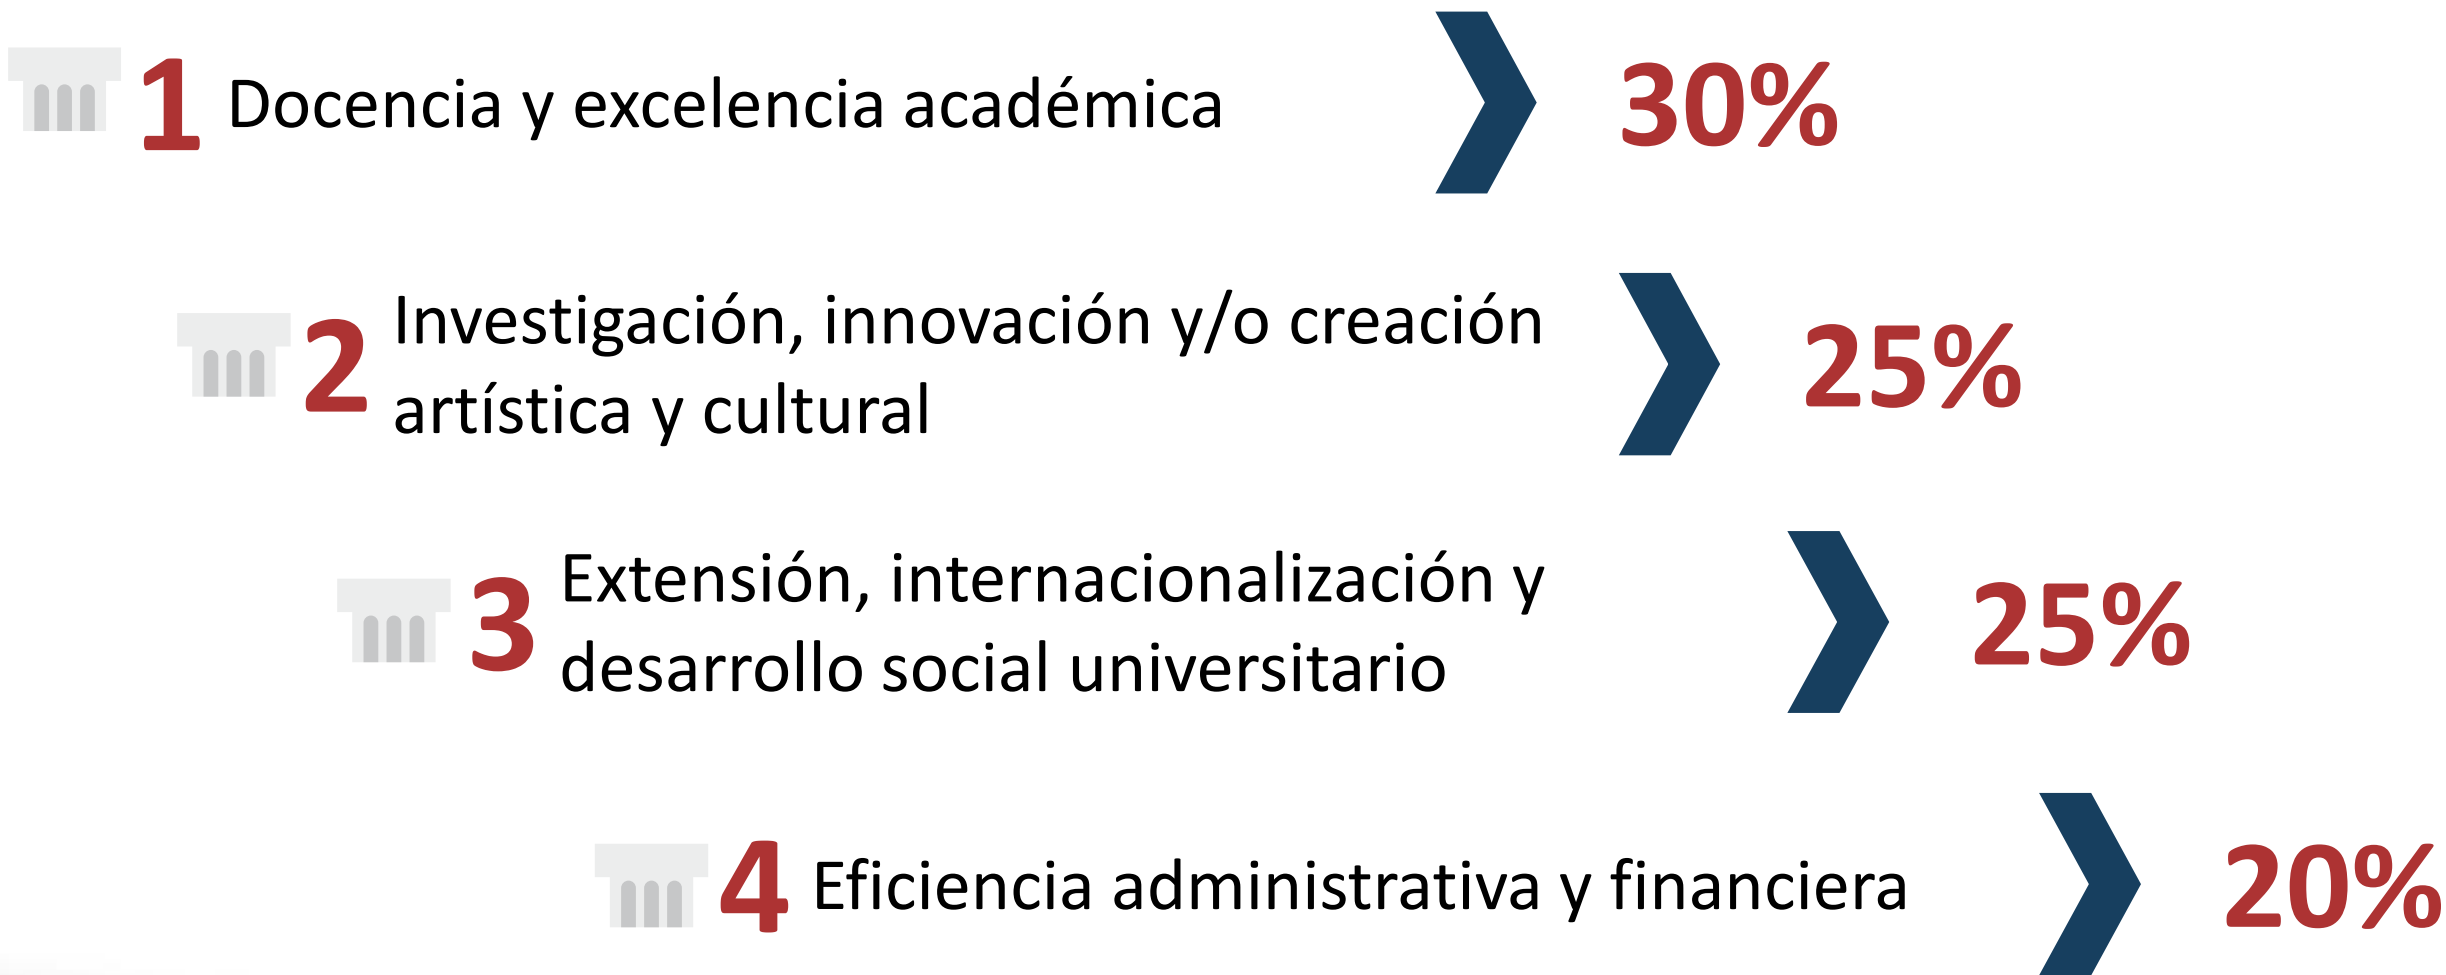 1 Docencia y excelencia académica 30%
2 Investigación, innovación y/o creación
artística y cultural 25%
3 Extensión, internacionalización y
desarrollo social universitario 25%
4 Eficiencia administrativa y financiera 20%